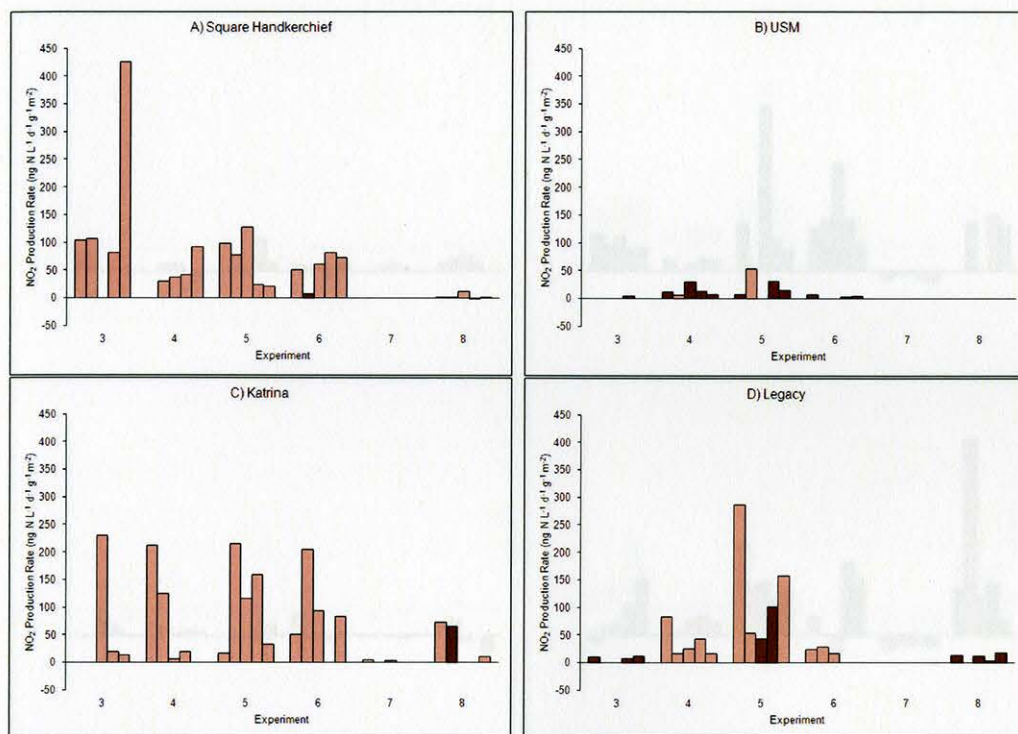 A) Square Handkerchief
NO₂ Production Rate (ng N L⁻¹ d⁻¹ g⁻¹ m⁻²)
450
400
350
300
250
200
150
100
50
0
-50
3 4 5 6 7 8
Experiment
B) USM
NO₂ Production Rate (ng N L⁻¹ d⁻¹ g⁻¹ m⁻²)
450
400
350
300
250
200
150
100
50
0
-50
3 4 5 6 7 8
Experiment
C) Katrina
NO₂ Production Rate (ng N L⁻¹ d⁻¹ g⁻¹ m⁻²)
450
400
350
300
250
200
150
100
50
0
-50
3 4 5 6 7 8
Experiment
D) Legacy
NO₂ Production Rate (ng N L⁻¹ d⁻¹ g⁻¹ m⁻²)
450
400
350
300
250
200
150
100
50
0
-50
3 4 5 6 7 8
Experiment